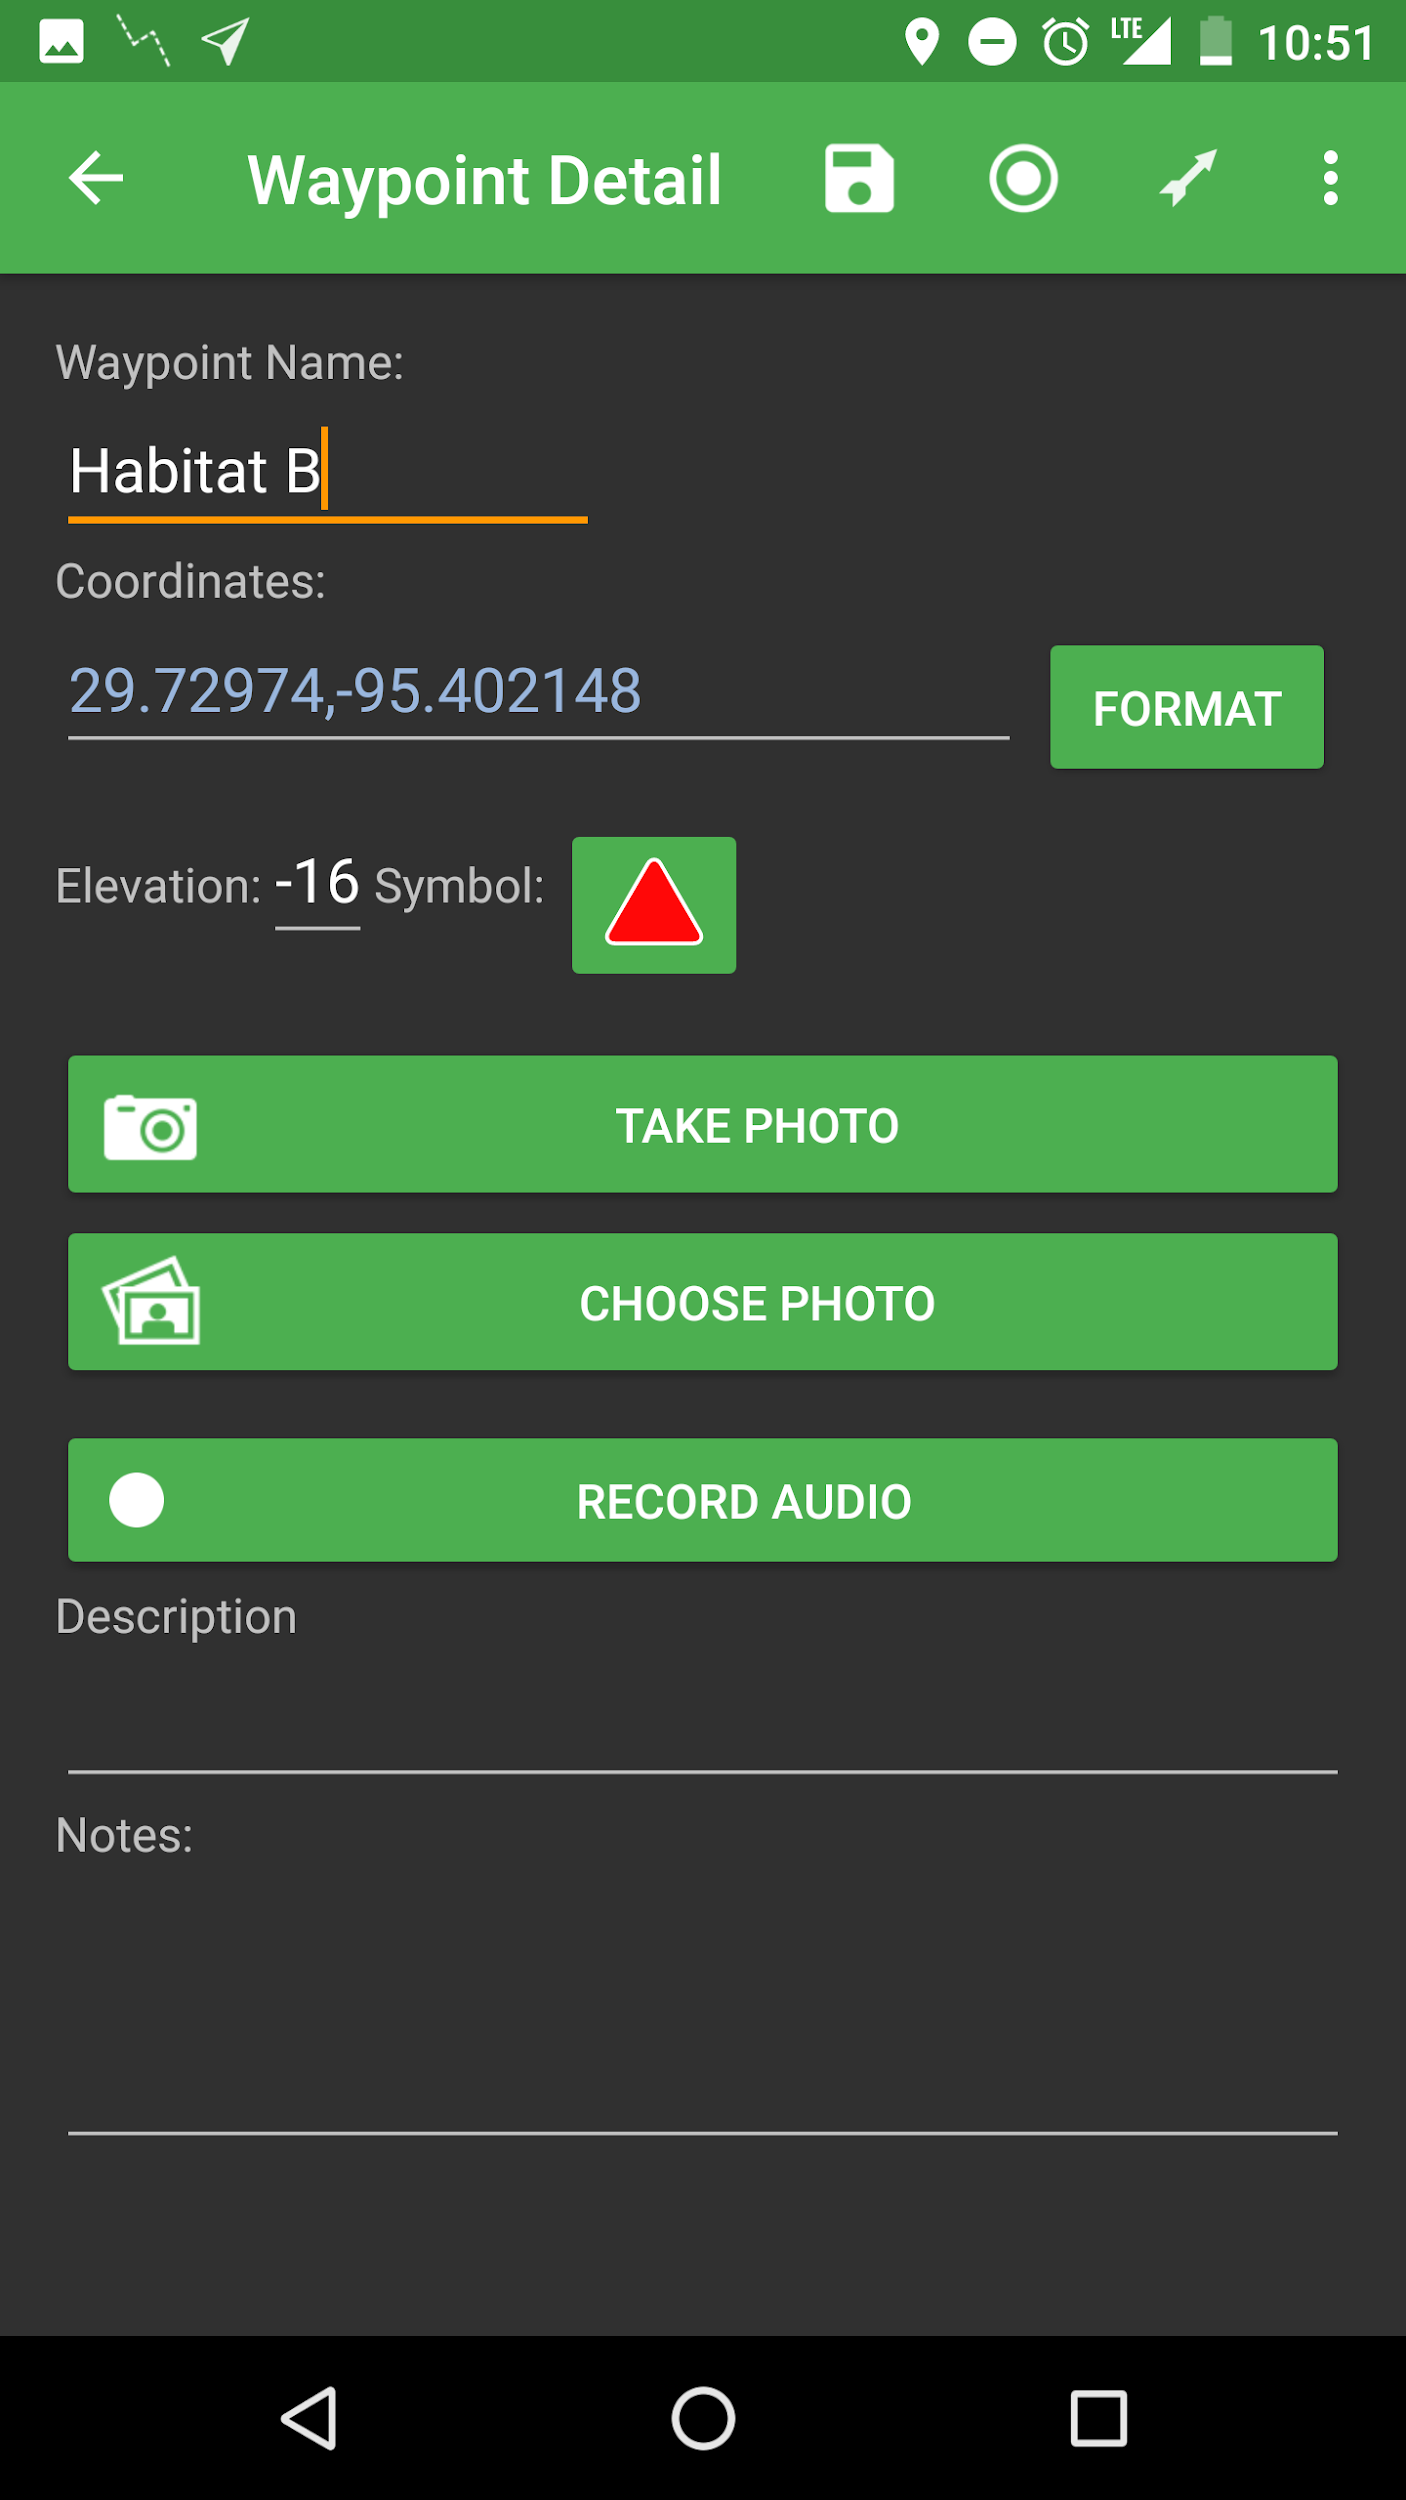 LTE 10:51
Waypoint Detail
Waypoint Name:
Habitat B
Coordinates:
29.72974,-95.402148
FORMAT
Elevation: -16 Symbol:
TAKE PHOTO
CHOOSE PHOTO
RECORD AUDIO
Description
Notes: